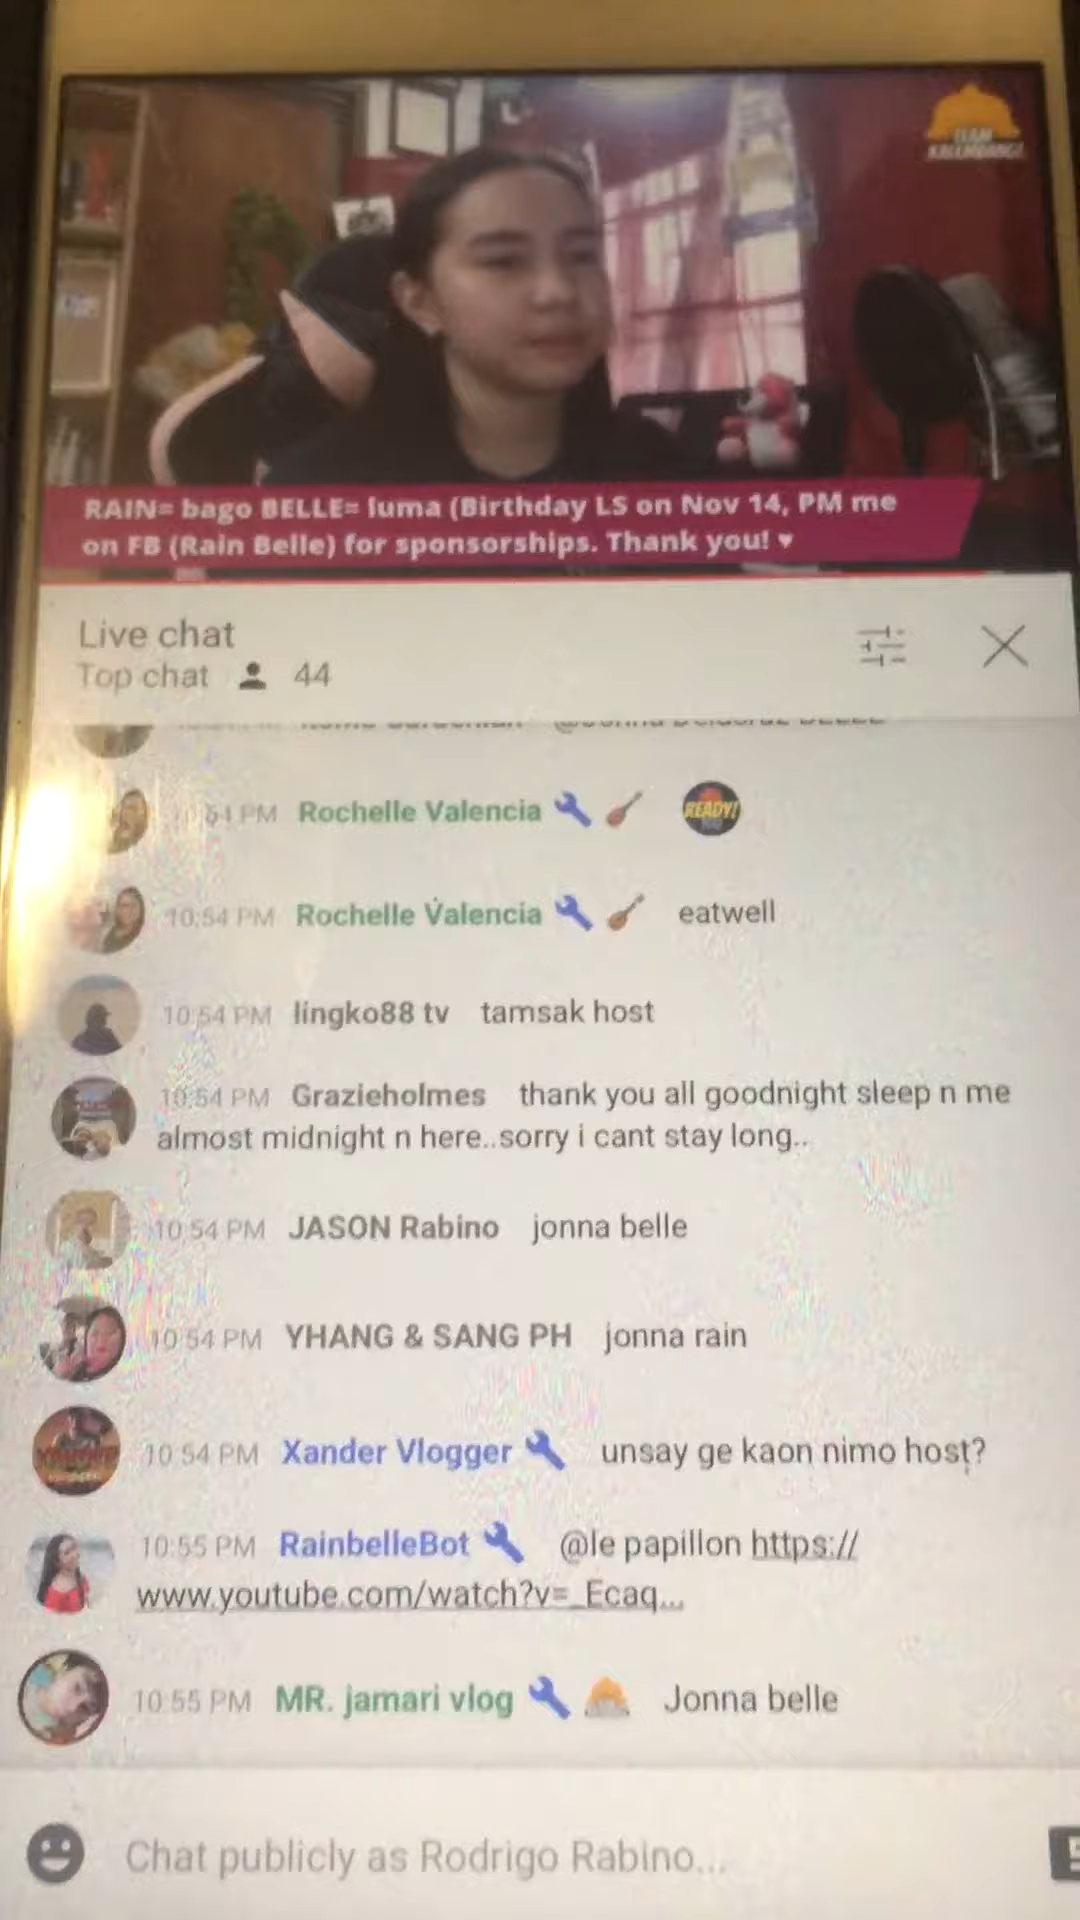 TEAM
KALEMBANG!
RAIN= bago BELLE= luma (Birthday LS on Nov 14, PM me
on FB (Rain Belle) for sponsorships. Thank you! ♥
Live chat
Top chat 44
10:54 PM Rochelle Valencia READY!
10:54 PM Rochelle Valencia eatwell
10:54 PM lingko88 tv tamsak host
10:54 PM Grazieholmes thank you all goodnight sleep n me
almost midnight n here..sorry i cant stay long..
10:54 PM JASON Rabino jonna belle
10:54 PM YHANG & SANG PH jonna rain
10:54 PM Xander Vlogger unsay ge kaon nimo host?
10:55 PM RainbelleBot @le papillon https://
www.youtube.com/watch?v=_Ecaq...
10:55 PM MR. jamari vlog Jonna belle
Chat publicly as Rodrigo Rabino...